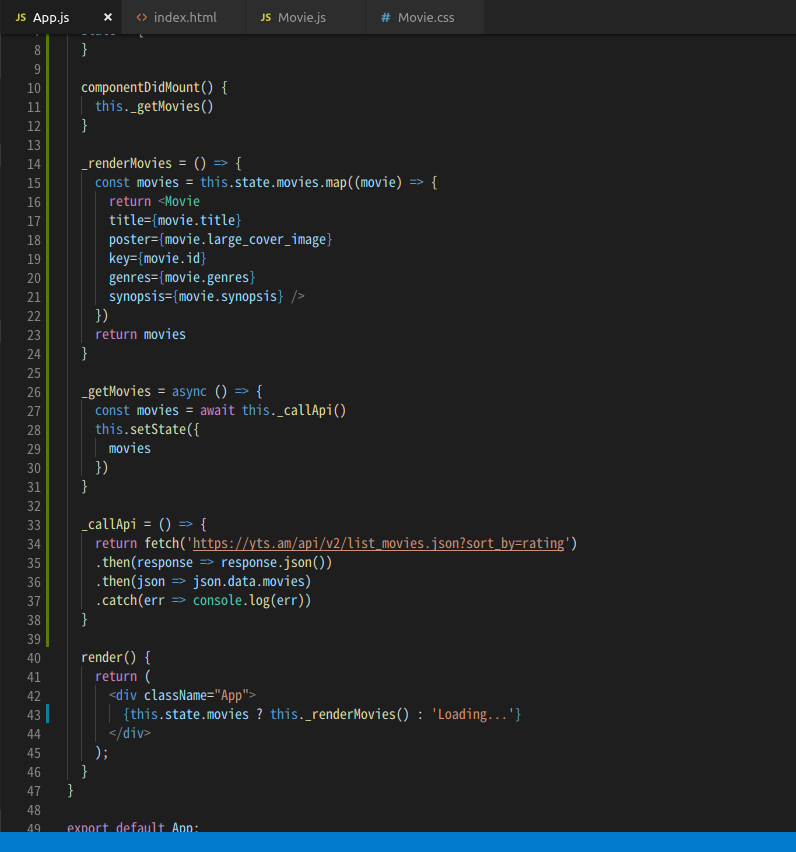 JS App.js × <> index.html JS Movie.js # Movie.css
8 }
9
10 componentDidMount() {
11 this._getMovies()
12 }
13
14 _renderMovies = () => {
15 const movies = this.state.movies.map((movie) => {
16 return <Movie
17 title={movie.title}
18 poster={movie.large_cover_image}
19 key={movie.id}
20 genres={movie.genres}
21 synopsis={movie.synopsis} />
22 })
23 return movies
24 }
25
26 _getMovies = async () => {
27 const movies = await this._callApi()
28 this.setState({
29 movies
30 })
31 }
32
33 _callApi = () => {
34 return fetch('https://yts.am/api/v2/list_movies.json?sort_by=rating')
35 .then(response => response.json())
36 .then(json => json.data.movies)
37 .catch(err => console.log(err))
38 }
39
40 render() {
41 return (
42 <div className="App">
43 {this.state.movies ? this._renderMovies() : 'Loading...'}
44 </div>
45 );
46 }
47 }
48
49 export default App;